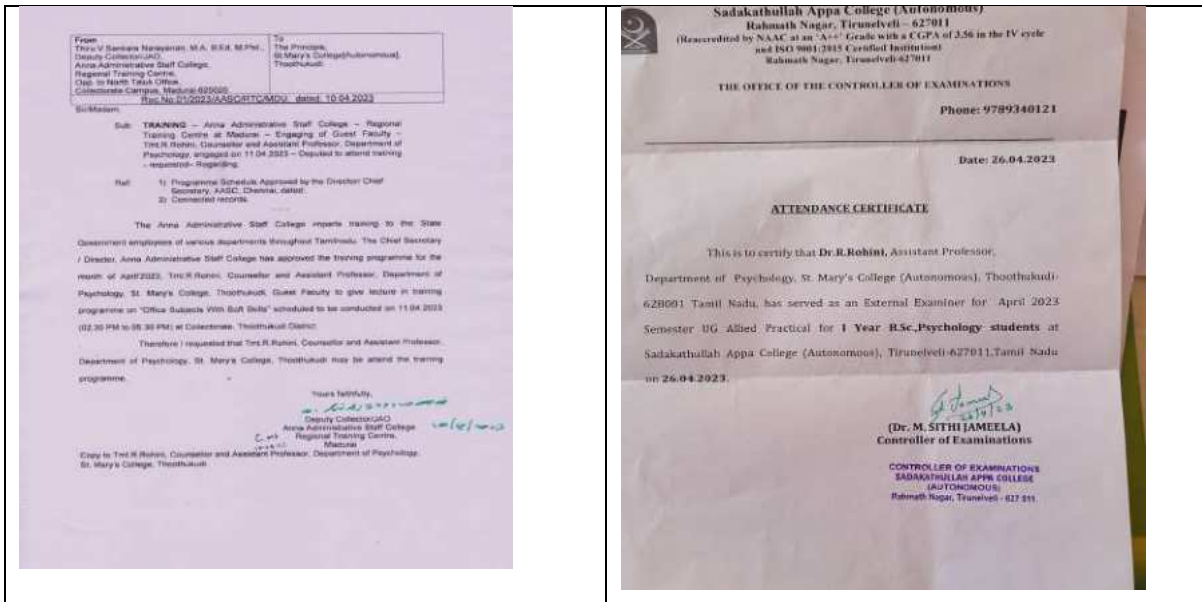 From
Thiru.V.Sankara Narayanan, M.A. B.Ed, M.Phil.,
Deputy Collector/JAO,
Anna Administrative Staff College,
Regional Training Centre,
Opp. to North Taluk Office,
Collectorate Campus, Madurai-625020
To
The Principal,
St.Mary's College(Autonomous),
Thoothukudi
Roc.No.01/2023/AASC/RTC/MDU, dated: 10.04.2023
Sir/Madam,
Sub: TRAINING – Anna Administrative Staff College – Regional
Training Centre at Madurai – Engaging of Guest Faculty –
Tmt.R.Rohini, Counsellor and Assistant Professor, Department of
Psychology, engaged on 11.04.2023 – Deputed to attend training
- requested– Regarding.
Ref: 1) Programme Schedule Approved by the Director/ Chief
Secretary, AASC, Chennai, dated:
2) Connected records.
The Anna Administrative Staff College imparts training to the State
Government employees of various departments throughout Tamilnadu. The Chief Secretary
/ Director, Anna Administrative Staff College has approved the training programme for the
month of April'2023, Tmt.R.Rohini, Counsellor and Assistant Professor, Department of
Psychology, St. Mary's College, Thoothukudi, Guest Faculty to give lecture in training
programme on "Office Subjects With Soft Skills" scheduled to be conducted on 11.04.2023
(02.30 PM to 05.30 PM) at Collectorate, Thoothukudi District.
Therefore I requested that Tmt.R.Rohini, Counsellor and Assistant Professor,
Department of Psychology, St. Mary's College, Thoothukudi may be attend the training
programme.
Yours faithfully,
Deputy Collector/JAO
Anna Administrative Staff College
Regional Training Centre,
Madurai
Copy to Tmt.R.Rohini, Counsellor and Assistant Professor, Department of Psychology,
St. Mary's College, Thoothukudi
Sadakathullah Appa College (Autonomous)
Rahmath Nagar, Tirunelveli – 627011
(Reaccredited by NAAC at an 'A++' Grade with a CGPA of 3.56 in the IV cycle
and ISO 9001:2015 Certified Institution)
Rahmath Nagar, Tirunelveli-627011
THE OFFICE OF THE CONTROLLER OF EXAMINATIONS
Phone: 9789340121
Date: 26.04.2023
ATTENDANCE CERTIFICATE
This is to certify that Dr.R.Rohini, Assistant Professor,
Department of Psychology, St. Mary's College (Autonomous), Thoothukudi-
628001 Tamil Nadu, has served as an External Examiner for April 2023
Semester UG Allied Practical for I Year B.Sc.,Psychology students at
Sadakathullah Appa College (Autonomous), Tirunelveli-627011,Tamil Nadu
on 26.04.2023.
26/4/23
(Dr. M. SITHI JAMEELA)
Controller of Examinations
CONTROLLER OF EXAMINATIONS
SADAKATHULLAH APPA COLLEGE
(AUTONOMOUS)
Rahmath Nagar, Tirunelveli - 627 011.